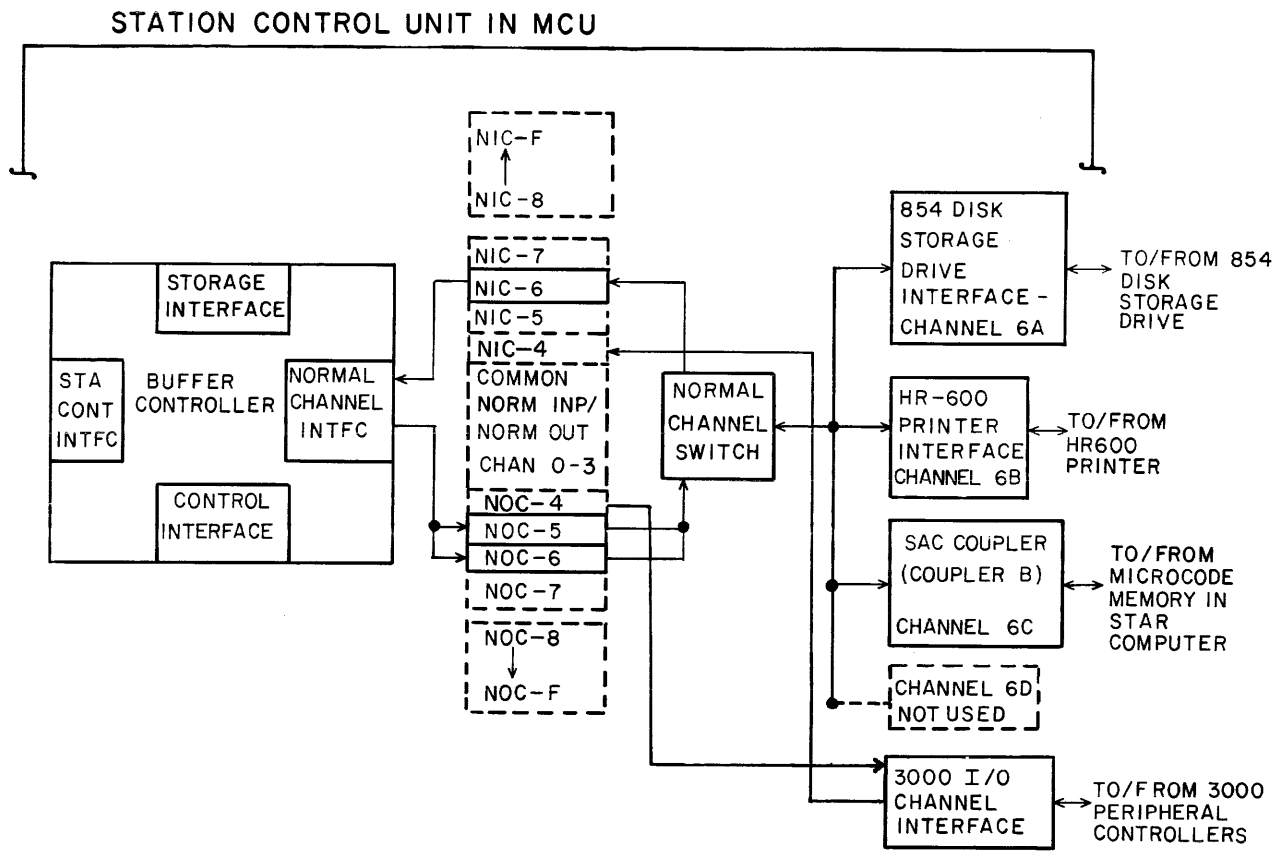 STATION CONTROL UNIT IN MCU
NIC-F
NIC-8
NIC-7
NIC-6
NIC-5
NIC-4
COMMON
NORM INP/
NORM OUT
CHAN 0-3
NOC-4
NOC-5
NOC-6
NOC-7
NOC-8
NOC-F
STORAGE
INTERFACE
STA
CONT
INTFC
BUFFER
CONTROLLER
NORMAL
CHANNEL
INTFC
CONTROL
INTERFACE
NORMAL
CHANNEL
SWITCH
854 DISK
STORAGE
DRIVE
INTERFACE-
CHANNEL 6A
TO/FROM 854
DISK
STORAGE
DRIVE
HR-600
PRINTER
INTERFACE
CHANNEL 6B
TO/FROM
HR600
PRINTER
SAC COUPLER
(COUPLER B)
CHANNEL 6C
TO/FROM
MICROCODE
MEMORY IN
STAR
COMPUTER
CHANNEL 6D
NOT USED
3000 I/O
CHANNEL
INTERFACE
TO/FROM 3000
PERIPHERAL
CONTROLLERS